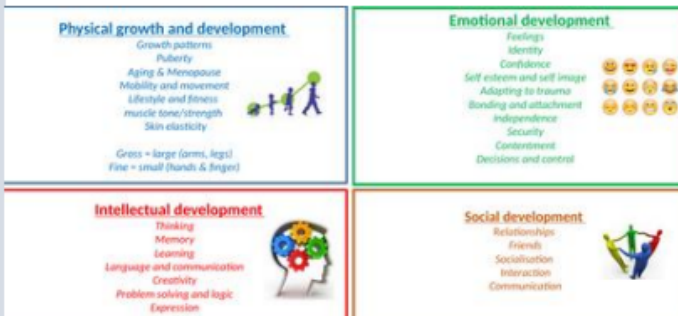 Physical growth and development
Growth patterns
Puberty
Aging & Menopause
Mobility and movement
Lifestyle and fitness
muscle tone/strength
Skin elasticity
Gross = large (arms, legs)
Fine = small (hands & finger)
Emotional development
Feelings
Identity
Confidence
Self esteem and self image
Adapting to trauma
Bonding and attachment
Independence
Security
Contentment
Decisions and control
Intellectual development
Thinking
Memory
Learning
Language and communication
Creativity
Problem solving and logic
Expression
Social development
Relationships
Friends
Socialisation
Interaction
Communication